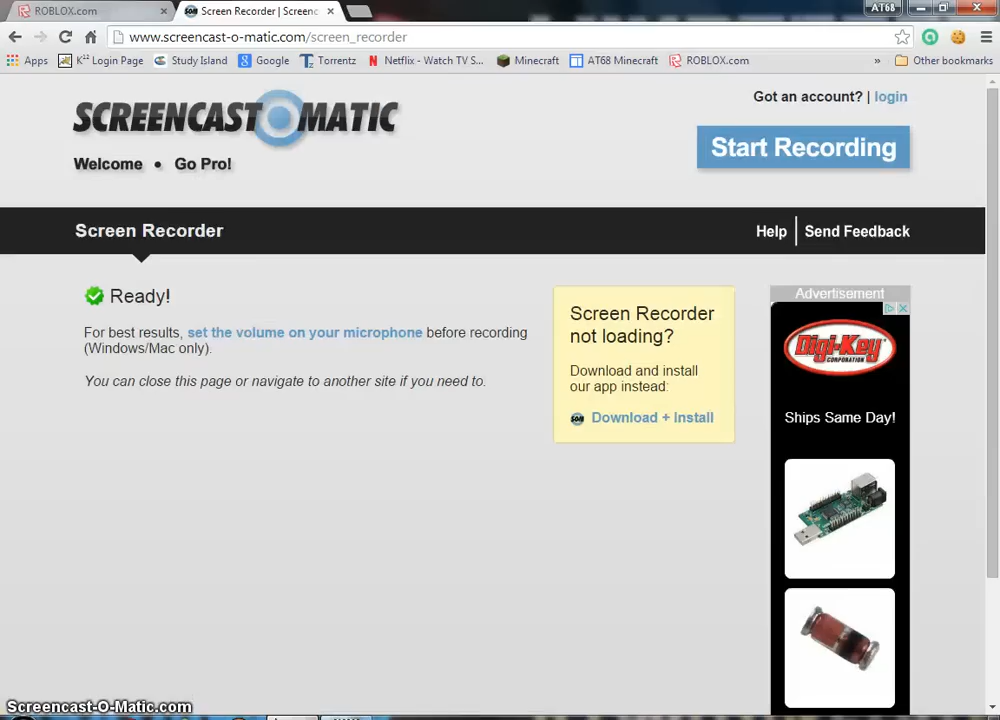 ROBLOX.com
Screen Recorder | Screenc
AT68
www.screencast-o-matic.com/screen_recorder
Apps
K¹² Login Page
Study Island
Google
Torrentz
Netflix - Watch TV S...
Minecraft
AT68 Minecraft
ROBLOX.com
»
Other bookmarks
SCREENCAST O MATIC
Got an account? | login
Welcome • Go Pro!
Start Recording
Screen Recorder
Help | Send Feedback
Ready!
For best results, set the volume on your microphone before recording
(Windows/Mac only).
You can close this page or navigate to another site if you need to.
Screen Recorder
not loading?
Download and install
our app instead:
SOM
Download + Install
Advertisement
Digi-Key
CORPORATION
Ships Same Day!
Screencast-O-Matic.com